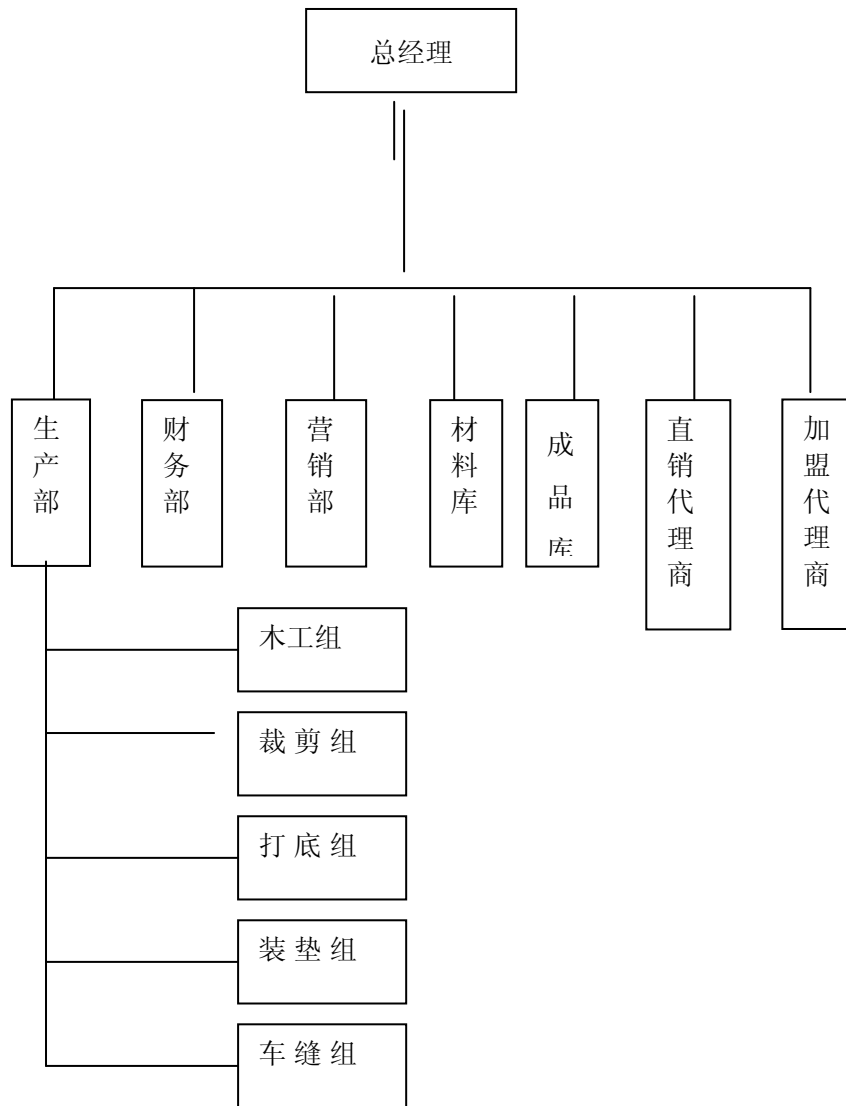 总经理
生产部
财务部
营销部
材料库
成品库
直销代理商
加盟代理商
木工组
裁剪组
打底组
装垫组
车缝组